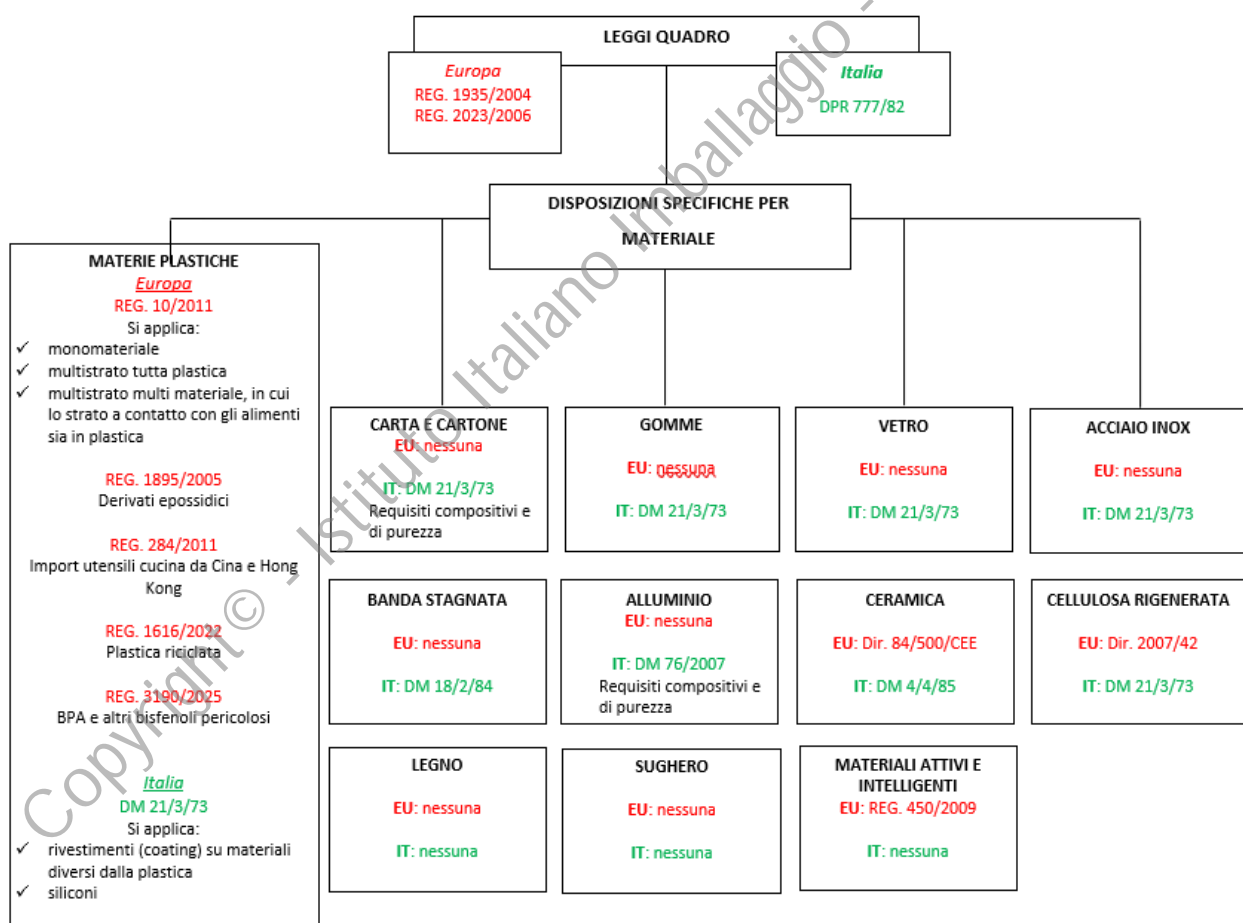 LEGGI QUADRO
Europa
REG. 1935/2004
REG. 2023/2006
Italia
DPR 777/82
DISPOSIZIONI SPECIFICHE PER
MATERIALE
MATERIE PLASTICHE
Europa
REG. 10/2011
Si applica:
✓ monomateriale
✓ multistrato tutta plastica
✓ multistrato multi materiale, in cui
lo strato a contatto con gli alimenti
sia in plastica
REG. 1895/2005
Derivati epossidici
REG. 284/2011
Import utensili cucina da Cina e Hong
Kong
REG. 1616/2022
Plastica riciclata
REG. 3190/2025
BPA e altri bisfenoli pericolosi
Italia
DM 21/3/73
Si applica:
✓ rivestimenti (coating) su materiali
diversi dalla plastica
✓ siliconi
CARTA E CARTONE
EU: nessuna
IT: DM 21/3/73
Requisiti compositivi e
di purezza
GOMME
EU: nessuna
IT: DM 21/3/73
VETRO
EU: nessuna
IT: DM 21/3/73
ACCIAIO INOX
EU: nessuna
IT: DM 21/3/73
BANDA STAGNATA
EU: nessuna
IT: DM 18/2/84
ALLUMINIO
EU: nessuna
IT: DM 76/2007
Requisiti compositivi e
di purezza
CERAMICA
EU: Dir. 84/500/CEE
IT: DM 4/4/85
CELLULOSA RIGENERATA
EU: Dir. 2007/42
IT: DM 21/3/73
LEGNO
EU: nessuna
IT: nessuna
SUGHERO
EU: nessuna
IT: nessuna
MATERIALI ATTIVI E
INTELLIGENTI
EU: REG. 450/2009
IT: nessuna
Copyright © - Istituto Italiano Imballaggio -